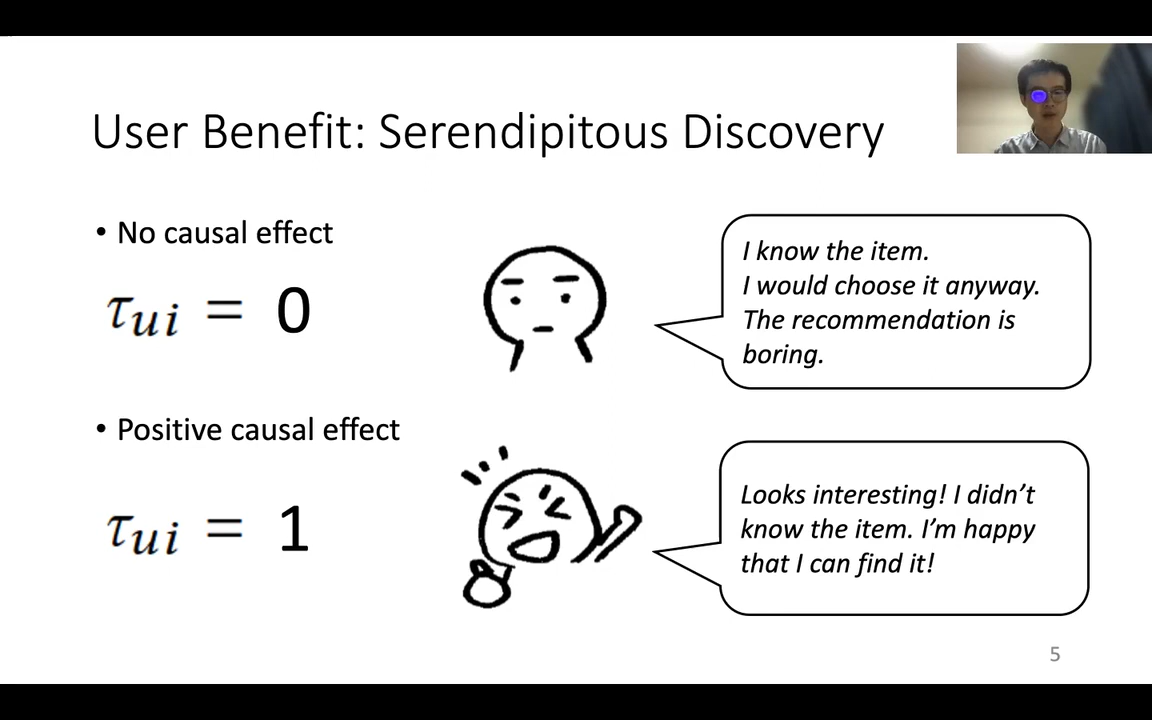 User Benefit: Serendipitous Discovery
• No causal effect
τui = 0
I know the item.
I would choose it anyway.
The recommendation is
boring.
• Positive causal effect
τui = 1
Looks interesting! I didn’t
know the item. I’m happy
that I can find it!
5